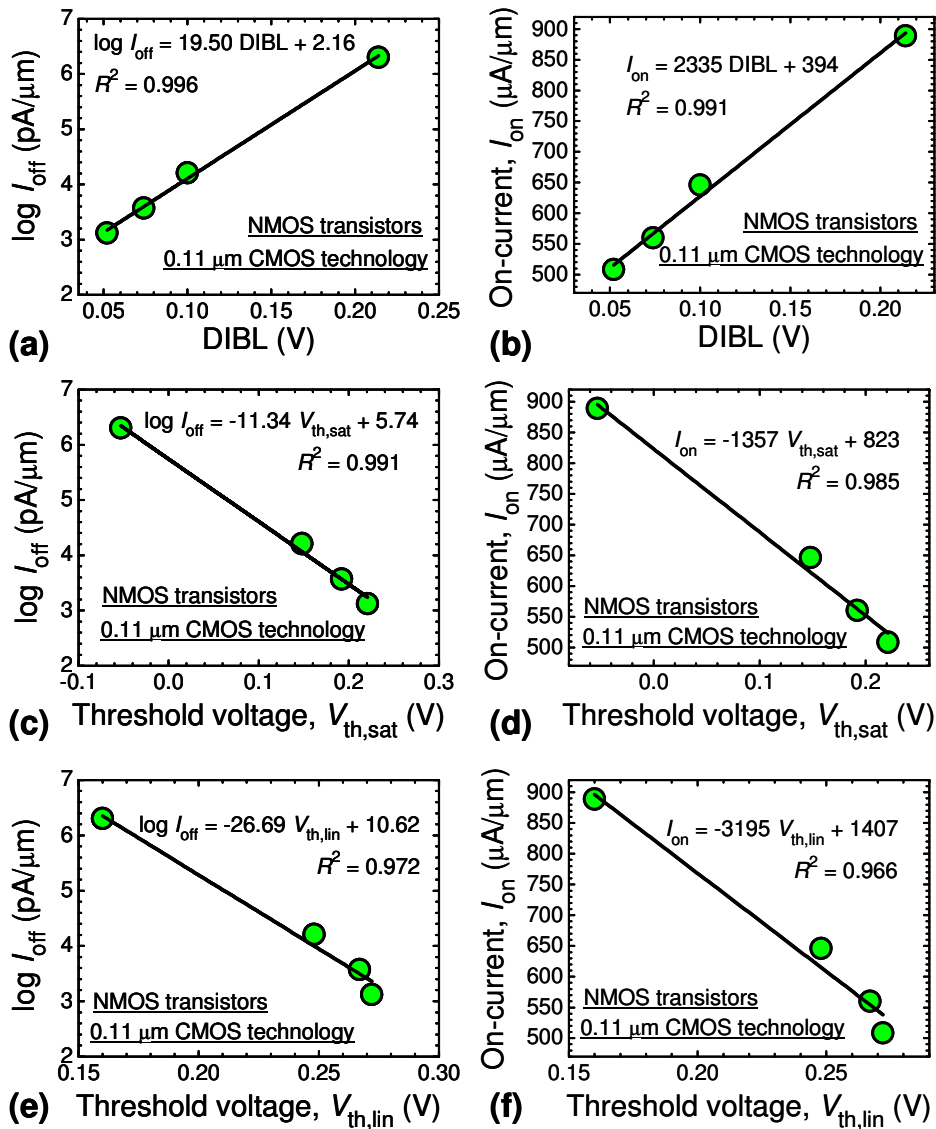 log I_off (pA/μm)
7
6
5
4
3
2
log I_off = 19.50 DIBL + 2.16
R² = 0.996
NMOS transistors
0.11 μm CMOS technology
0.05 0.10 0.15 0.20 0.25
DIBL (V)
(a)
On-current, I_on (μA/μm)
900
850
800
750
700
650
600
550
500
I_on = 2335 DIBL + 394
R² = 0.991
NMOS transistors
0.11 μm CMOS technology
0.05 0.10 0.15 0.20
DIBL (V)
(b)
log I_off (pA/μm)
7
6
5
4
3
2
log I_off = -11.34 V_th,sat + 5.74
R² = 0.991
NMOS transistors
0.11 μm CMOS technology
-0.1 0.0 0.1 0.2 0.3
Threshold voltage, V_th,sat (V)
(c)
On-current, I_on (μA/μm)
900
850
800
750
700
650
600
550
500
I_on = -1357 V_th,sat + 823
R² = 0.985
NMOS transistors
0.11 μm CMOS technology
0.0 0.1 0.2
Threshold voltage, V_th,sat (V)
(d)
log I_off (pA/μm)
7
6
5
4
3
2
log I_off = -26.69 V_th,lin + 10.62
R² = 0.972
NMOS transistors
0.11 μm CMOS technology
0.15 0.20 0.25 0.30
Threshold voltage, V_th,lin (V)
(e)
On-current, I_on (μA/μm)
900
850
800
750
700
650
600
550
500
I_on = -3195 V_th,lin + 1407
R² = 0.966
NMOS transistors
0.11 μm CMOS technology
0.15 0.20 0.25
Threshold voltage, V_th,lin (V)
(f)